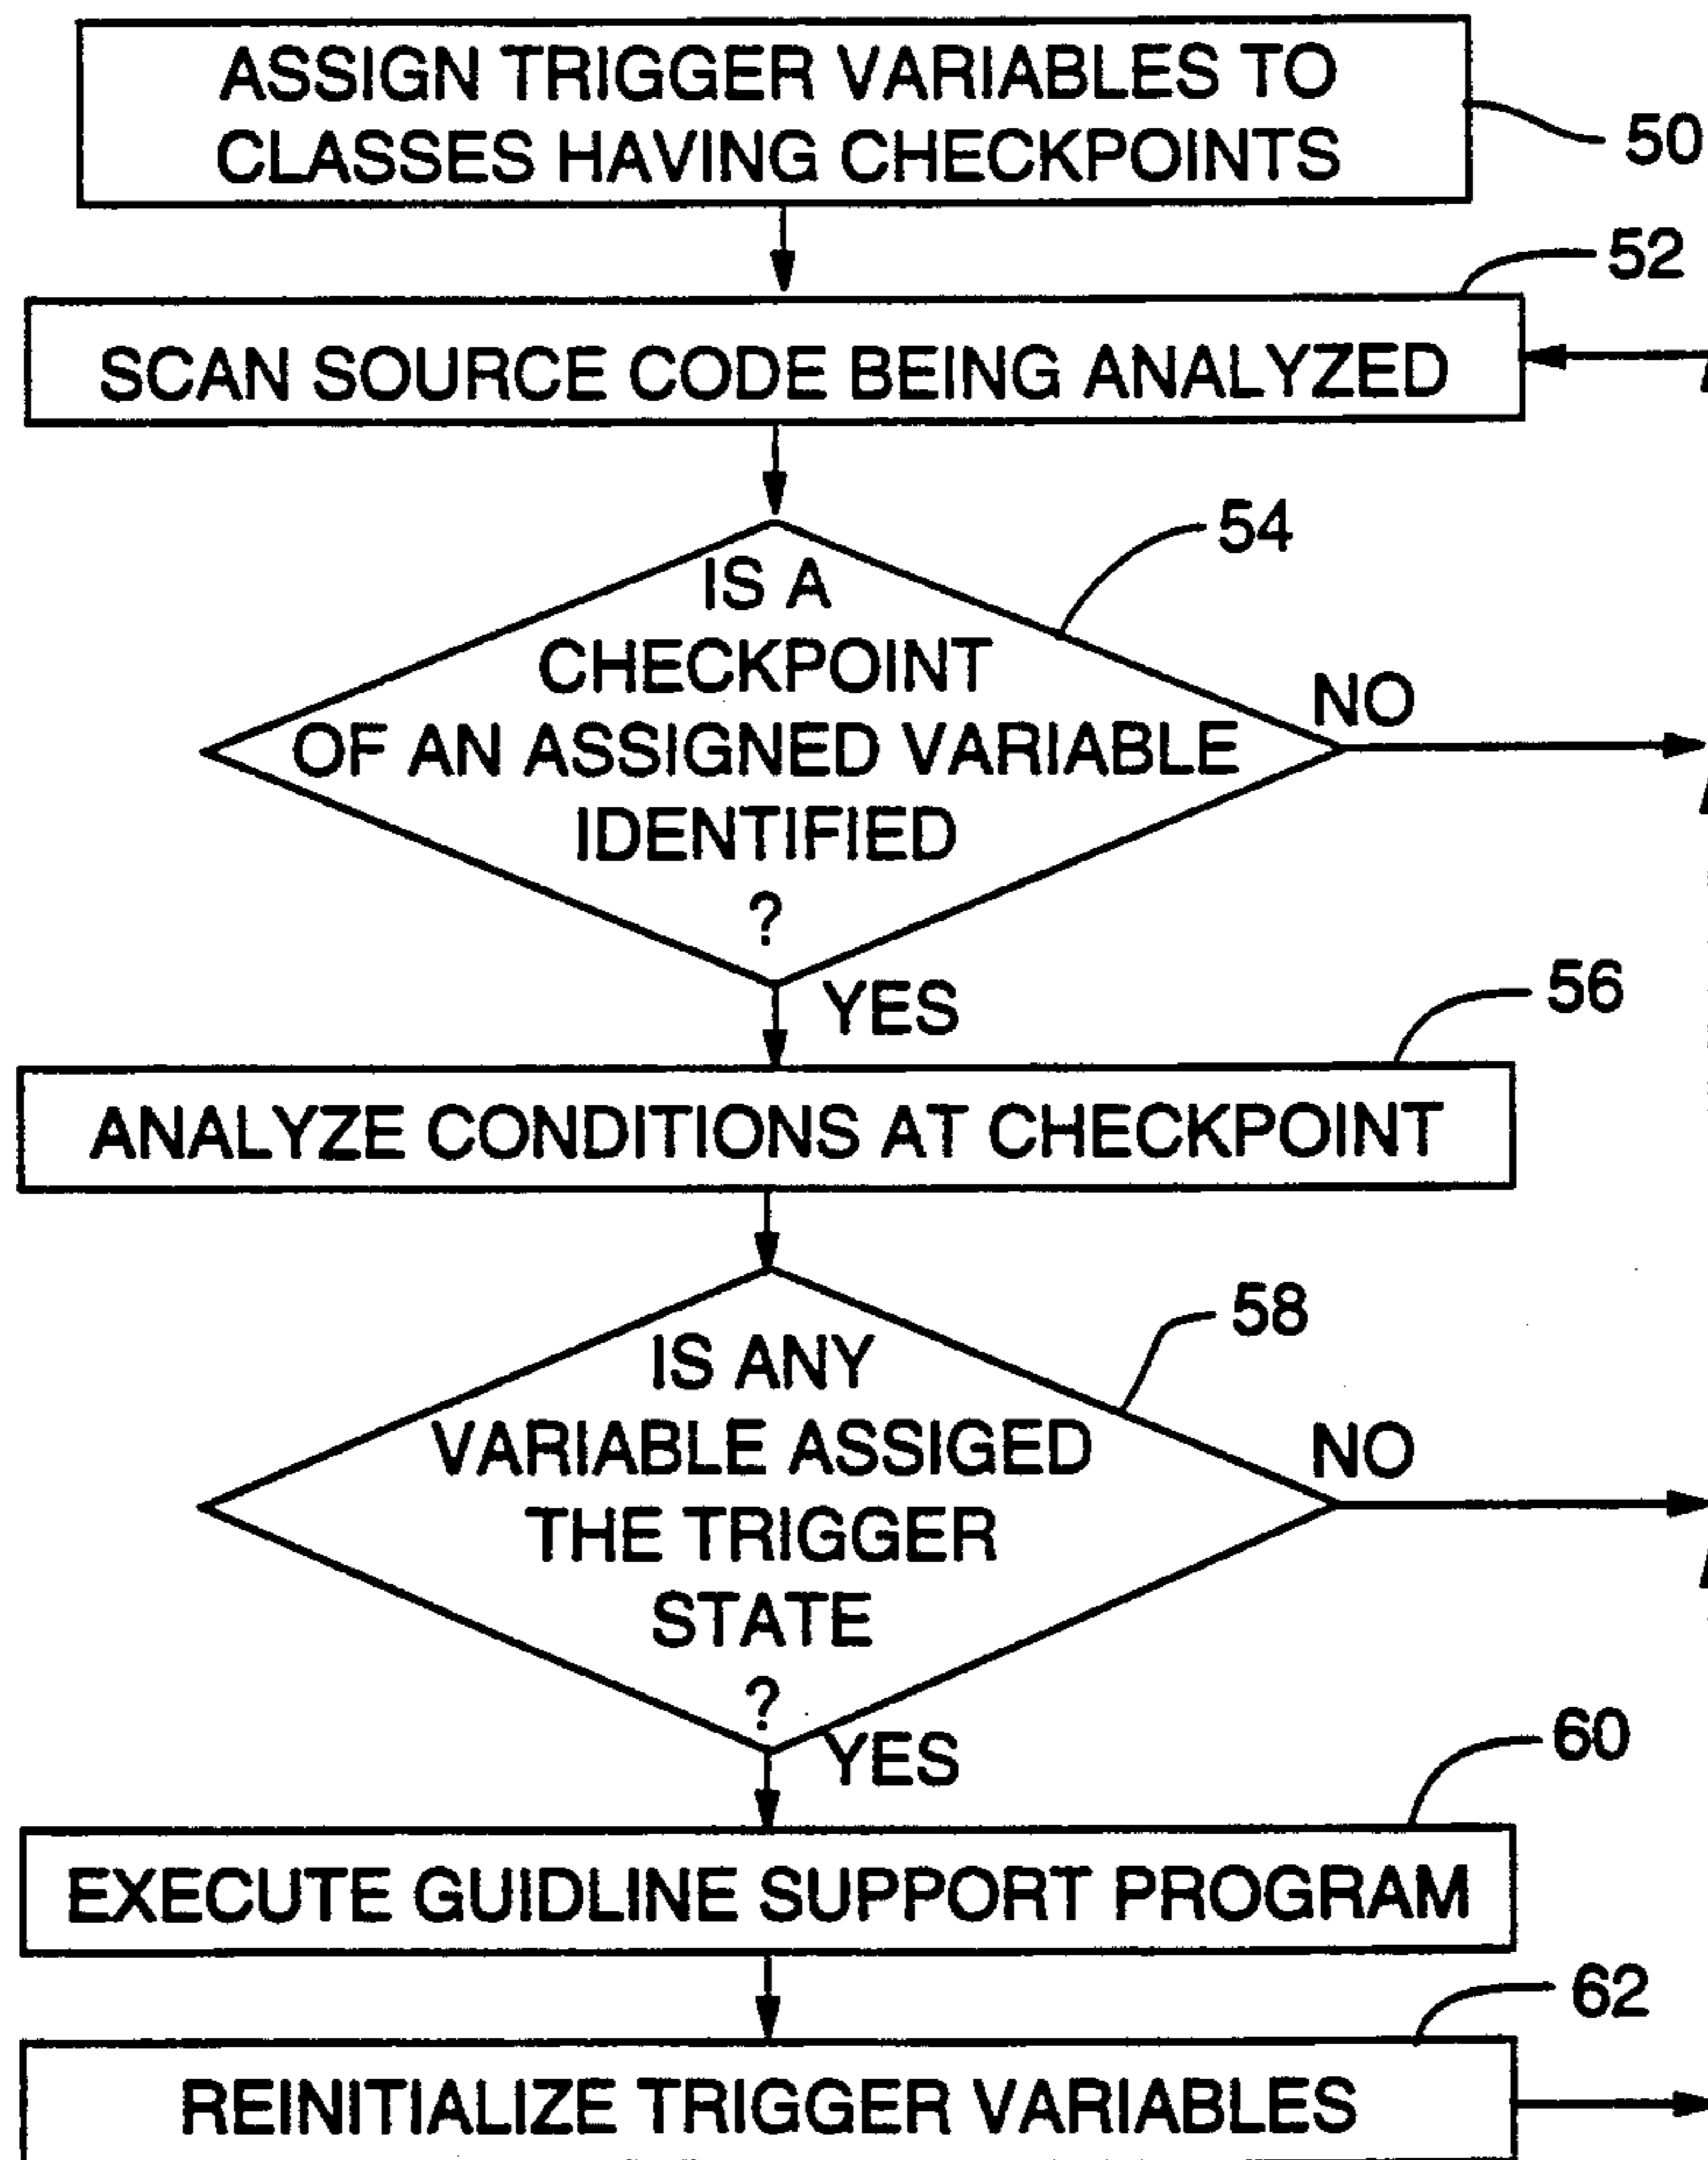 ASSIGN TRIGGER VARIABLES TO
CLASSES HAVING CHECKPOINTS
50
52
SCAN SOURCE CODE BEING ANALYZED
54
IS A
CHECKPOINT
OF AN ASSIGNED VARIABLE
IDENTIFIED
?
NO
YES
56
ANALYZE CONDITIONS AT CHECKPOINT
58
IS ANY
VARIABLE ASSIGED
THE TRIGGER
STATE
?
NO
YES
60
EXECUTE GUIDLINE SUPPORT PROGRAM
62
REINITIALIZE TRIGGER VARIABLES